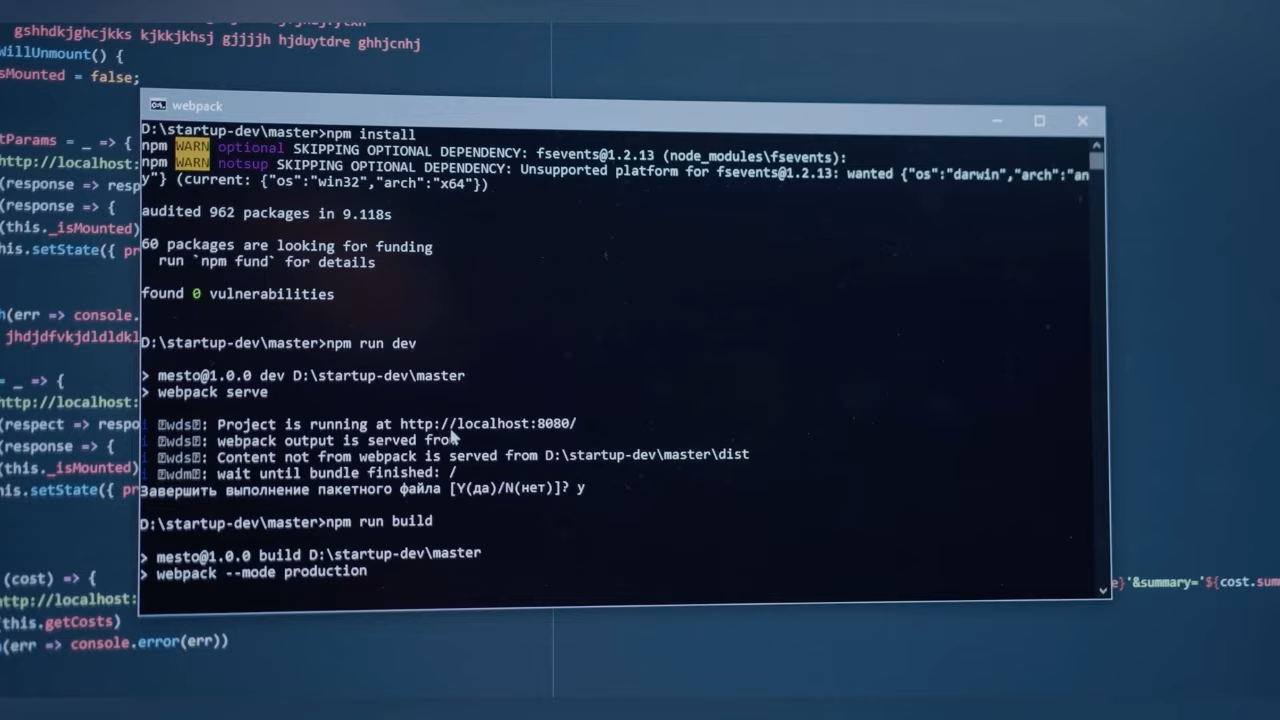 gshhdkjghcjkks kjkkjkhsj gjjjjh hjduytdre ghhjcnhj
WillUnmount() {
sMounted = false;
webpack
D:\startup-dev\master>npm install
npm WARN optional SKIPPING OPTIONAL DEPENDENCY: fsevents@1.2.13 (node_modules\fsevents):
npm WARN notsup SKIPPING OPTIONAL DEPENDENCY: Unsupported platform for fsevents@1.2.13: wanted {"os":"darwin","arch":"an
y"} (current: {"os":"win32","arch":"x64"})
audited 962 packages in 9.118s
60 packages are looking for funding
run `npm fund` for details
found 0 vulnerabilities
D:\startup-dev\master>npm run dev
> mesto@1.0.0 dev D:\startup-dev\master
> webpack serve
i ⍰wds⍰: Project is running at http://localhost:8080/
i ⍰wds⍰: webpack output is served from
i ⍰wds⍰: Content not from webpack is served from D:\startup-dev\master\dist
i ⍰wdm⍰: wait until bundle finished: /
Завершить выполнение пакетного файла [Y(да)/N(нет)]? y
D:\startup-dev\master>npm run build
> mesto@1.0.0 build D:\startup-dev\master
> webpack --mode production
tParams = _ => {
http://localhost:
(response => resp
(response => {
(this._isMounted)
his.setState({ pr
h(err => console.
jhdjdfvkjdldldkl
= _ => {
http://localhost:
(respect => respo
(response => {
(this._isMounted)
his.setState({ pr
(cost) => {
http://localhost:
e}'&summary='${cost.sum
(this.getCosts)
h(err => console.error(err))